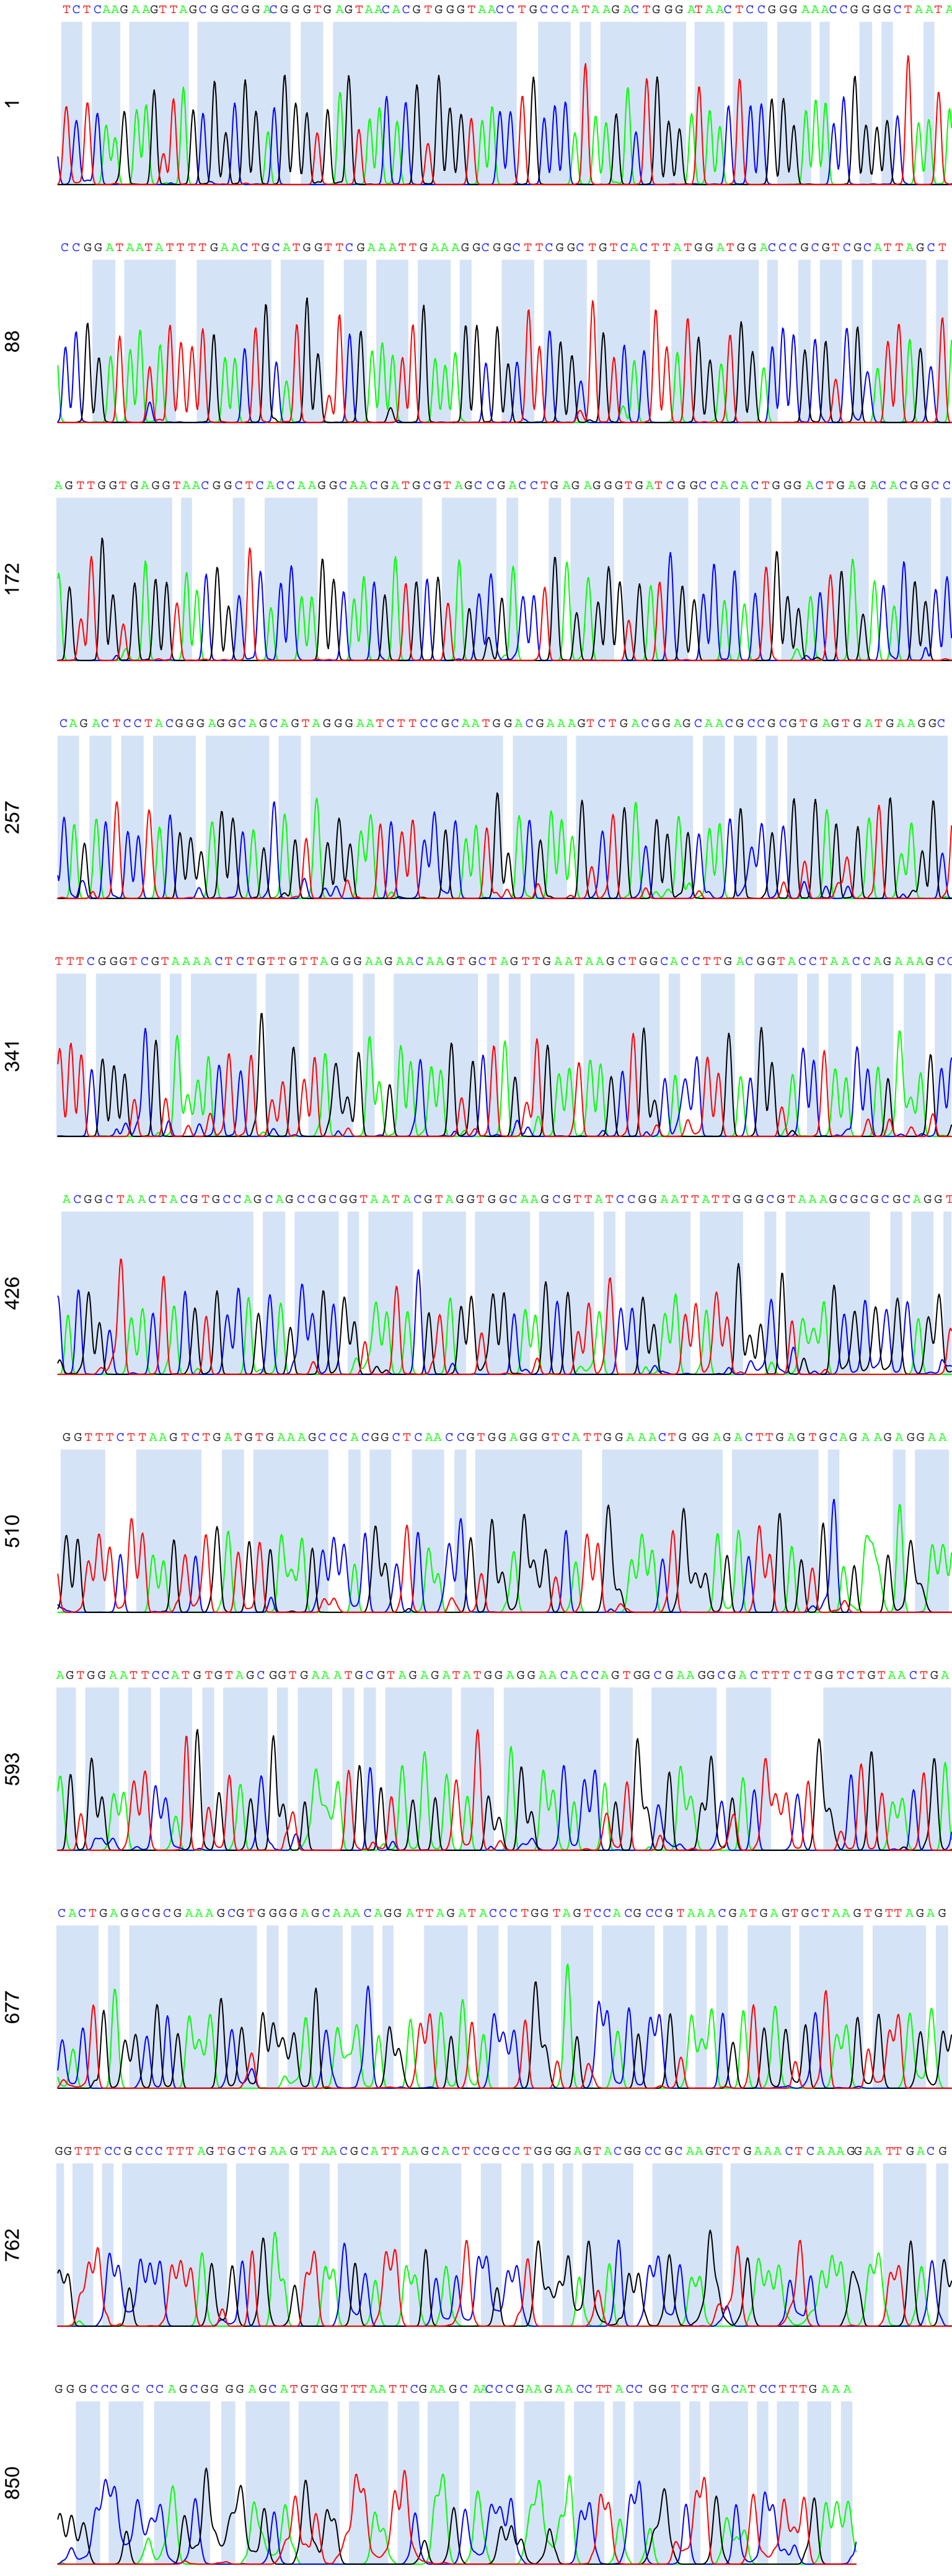 TCTCAAGAAGTTAGCGGCGGACGGGTGAGTAACACGTGGGTAACCTGCCCATAAGACTGGGATAACTCCGGGAAACCGGGGCTAATA
1
CCGGATAATATTTTGAACTGCATGGTTCGAAATTGAAAGGCGGCTTCGGCTGTCACTTATGGATGGACCCGCGTCGCATTAGCT
88
AGTTGGTGAGGTAACGGCTCACCAAGGCAACGATGCGTAGCCGACCTGAGAGGGTGATCGGCCACACTGGGACTGAGACACGGCC
172
CAGACTCCTACGGGAGGCAGCAGTAGGGAATCTTCCGCAATGGACGAAAGTCTGACGGAGCAACGCCGCGTGAGTGATGAAGGC
257
TTTCGGGTCGTAAAACTCTGTTGTTAGGGAAGAACAAGTGCTAGTTGAATAAGCTGGCACCTTGACGGTACCTAACCAGAAAGCC
341
ACGGCTAACTACGTGCCAGCAGCCGCGGTAATACGTAGGTGGCAAGCGTTATCCGGAATTATTGGGCGTAAAGCGCGCGCAGGT
426
GGTTTCTTAAGTCTGATGTGAAAGCCCACGGCTCAACCGTGGAGGGTCATTGGAAACTGGGAGACTTGAGTGCAGAAGAGGAA
510
AGTGGAATTCCATGTGTAGCGGTGAAATGCGTAGAGATATGGAGGAACACCAGTGGCGAAGGCGACTTTCTGGTCTGTAACTGA
593
CACTGAGGCGCGAAAGCGTGGGGAGCAAACAGGATTAGATACCCTGGTAGTCCACGCCGTAAACGATGAGTGCTAAGTGTTAGAG
677
GGTTTCCGCCCTTTAGTGCTGAAGTTAACGCATTAAGCACTCCGCCTGGGGAGTACGGCCGCAAGTCTGAAACTCAAAGGAATTGACG
762
GGGCCCGCCCAGCGGGGAGCATGTGGTTTAATTCGAAGCAACCCGAAGAACCTTACCGGTCTTGACATCCTTTGAAA
850